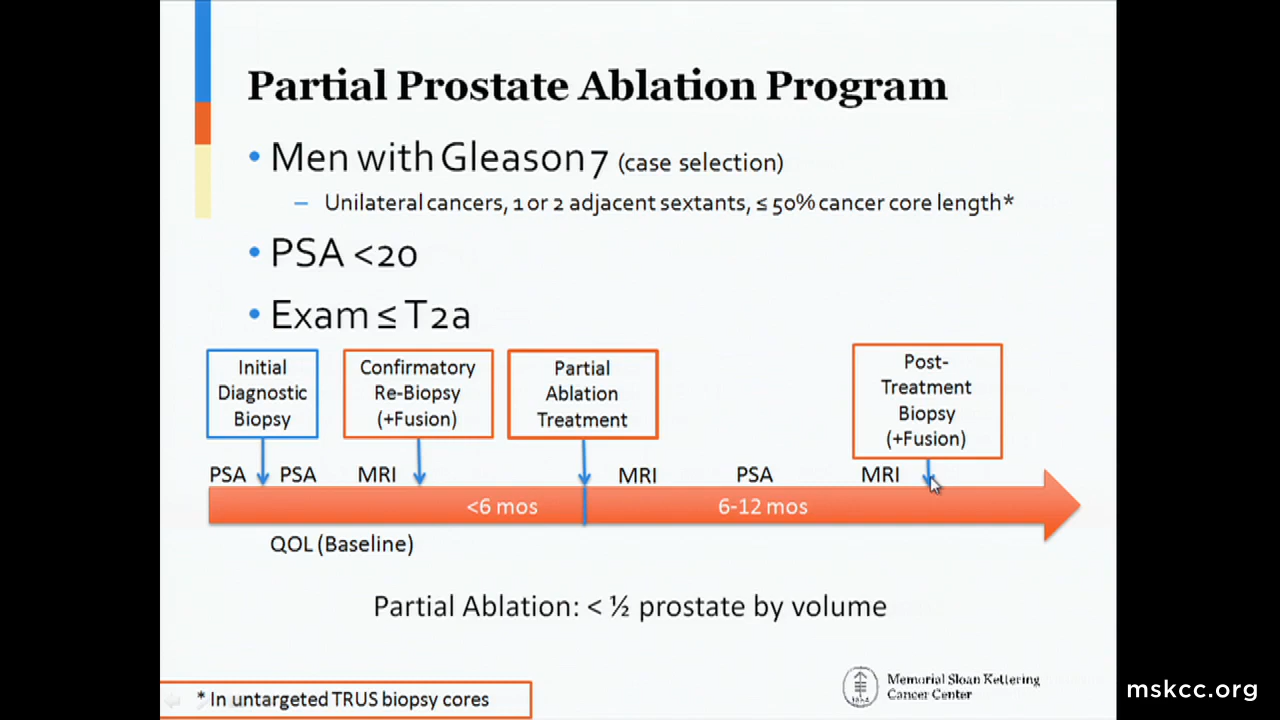 Partial Prostate Ablation Program
• Men with Gleason 7 (case selection)
– Unilateral cancers, 1 or 2 adjacent sextants, ≤ 50% cancer core length*
• PSA <20
• Exam ≤ T2a
Initial
Diagnostic
Biopsy
Confirmatory
Re-Biopsy
(+Fusion)
Partial
Ablation
Treatment
Post-
Treatment
Biopsy
(+Fusion)
PSA PSA MRI MRI PSA MRI
<6 mos 6-12 mos
QOL (Baseline)
Partial Ablation: < ½ prostate by volume
* In untargeted TRUS biopsy cores
Memorial Sloan Kettering
Cancer Center
mskcc.org